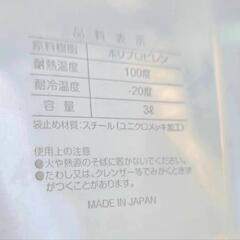 品質表示
原料樹脂 ポリプロピレン
耐熱温度 100度
耐冷温度 -20度
容量 3ℓ
袋止め材質:スチール(ユニクロメッキ加工)
使用上の注意
●火や熱源のそばに置かないでください。
●たわし又は、クレンザー等でみがくときず
がつくことがあります。
MADE IN JAPAN